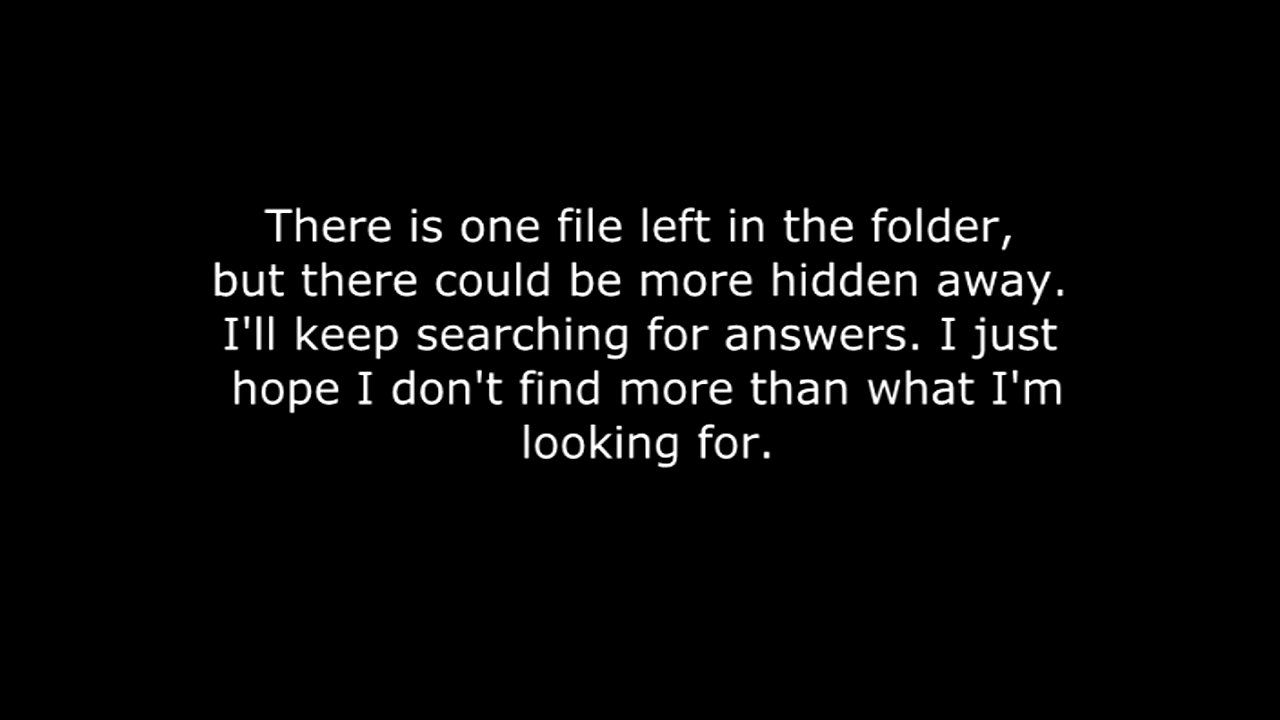 There is one file left in the folder,
but there could be more hidden away.
I'll keep searching for answers. I just
hope I don't find more than what I'm
looking for.